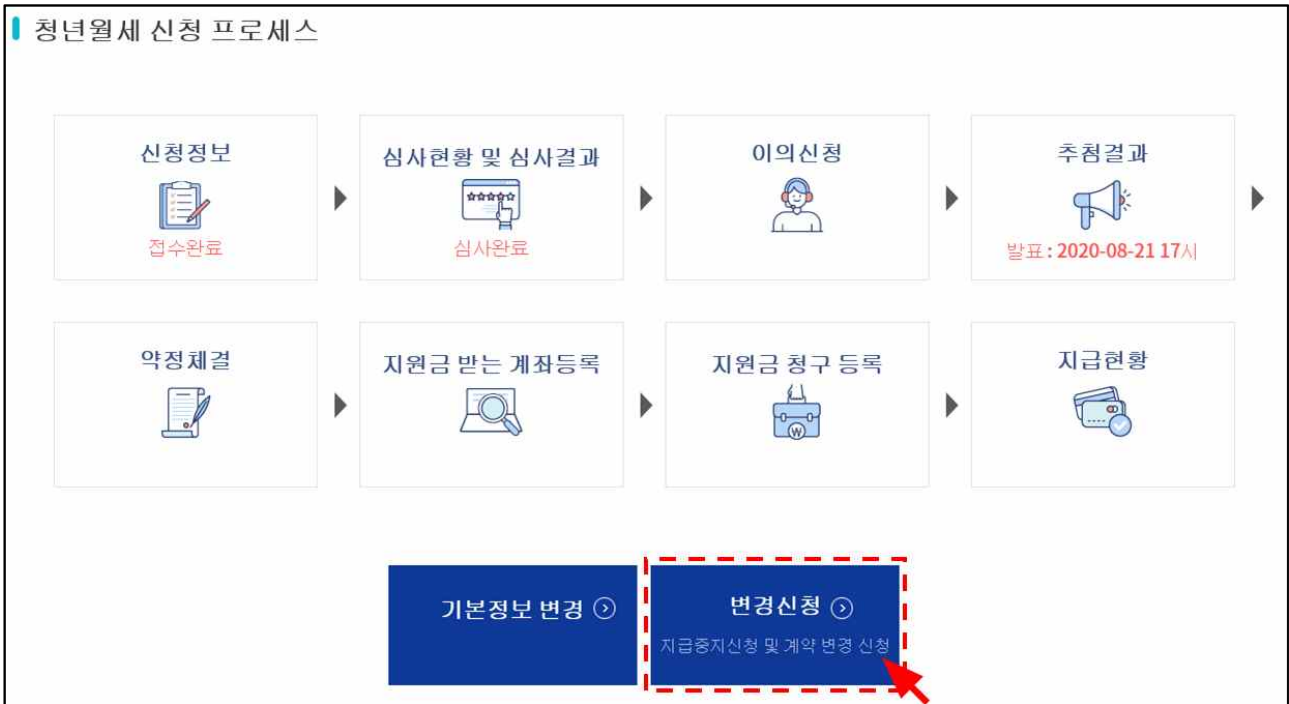 청년월세 신청 프로세스
신청정보
접수완료
심사현황 및 심사결과
심사완료
이의신청
추첨결과
발표 : 2020-08-21 17시
약정체결
지원금 받는 계좌등록
지원금 청구 등록
지급현황
기본정보 변경
변경신청
지급중지신청 및 계약 변경 신청